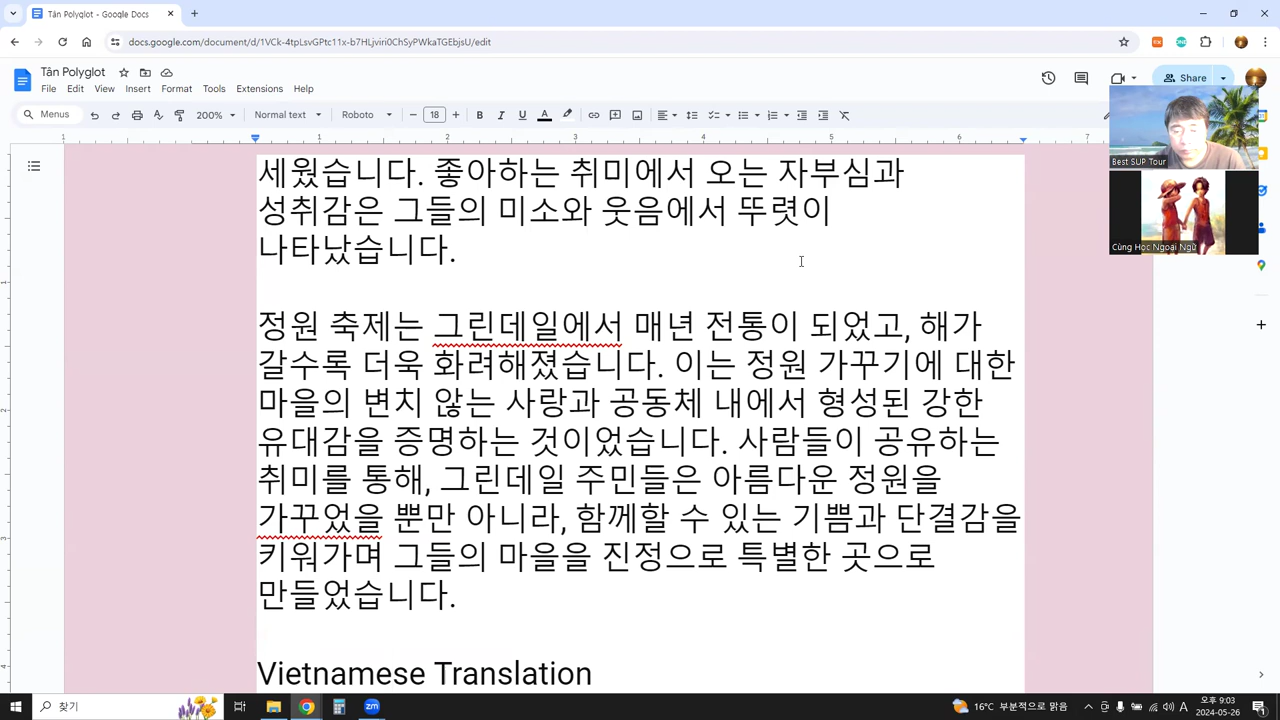 Tân Polyglot - Google Docs
docs.google.com/document/d/1VCk-4tpLsvGPtc11x-b7HLjviri0ChSyPWkaTGEbjsU/edit
Tân Polyglot
Share
File Edit View Insert Format Tools Extensions Help
Menus 200% Normal text Roboto 18
1 1 2 3 4 5 6 7
Best SUP Tour
Cùng Học Ngoại Ngữ
세웠습니다. 좋아하는 취미에서 오는 자부심과
성취감은 그들의 미소와 웃음에서 뚜렷이
나타났습니다.
정원 축제는 그린데일에서 매년 전통이 되었고, 해가
갈수록 더욱 화려해졌습니다. 이는 정원 가꾸기에 대한
마을의 변치 않는 사랑과 공동체 내에서 형성된 강한
유대감을 증명하는 것이었습니다. 사람들이 공유하는
취미를 통해, 그린데일 주민들은 아름다운 정원을
가꾸었을 뿐만 아니라, 함께할 수 있는 기쁨과 단결감을
키워가며 그들의 마을을 진정으로 특별한 곳으로
만들었습니다.
Vietnamese Translation
찾기
16°C 부분적으로 맑음
A
오후 9:03
2024-05-26